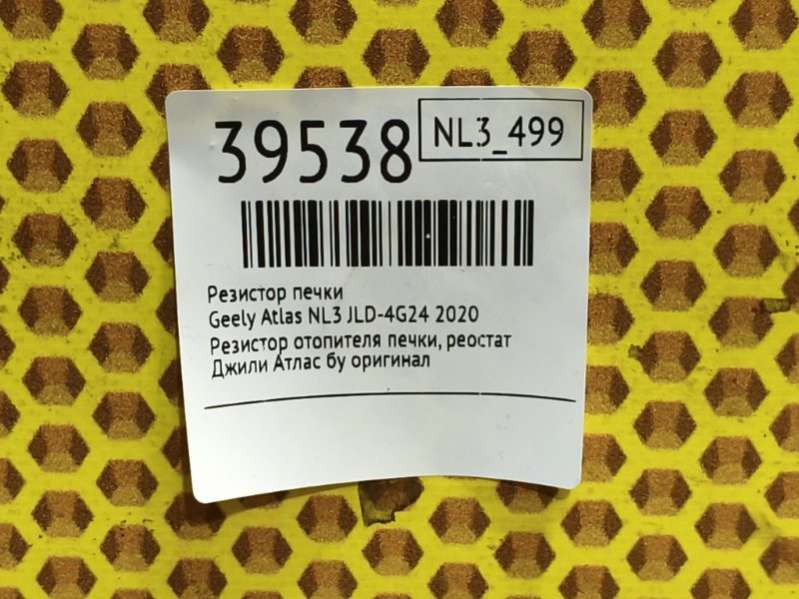 39538
NL3_499
Резистор печки
Geely Atlas NL3 JLD-4G24 2020
Резистор отопителя печки, реостат
Джили Атлас бу оригинал